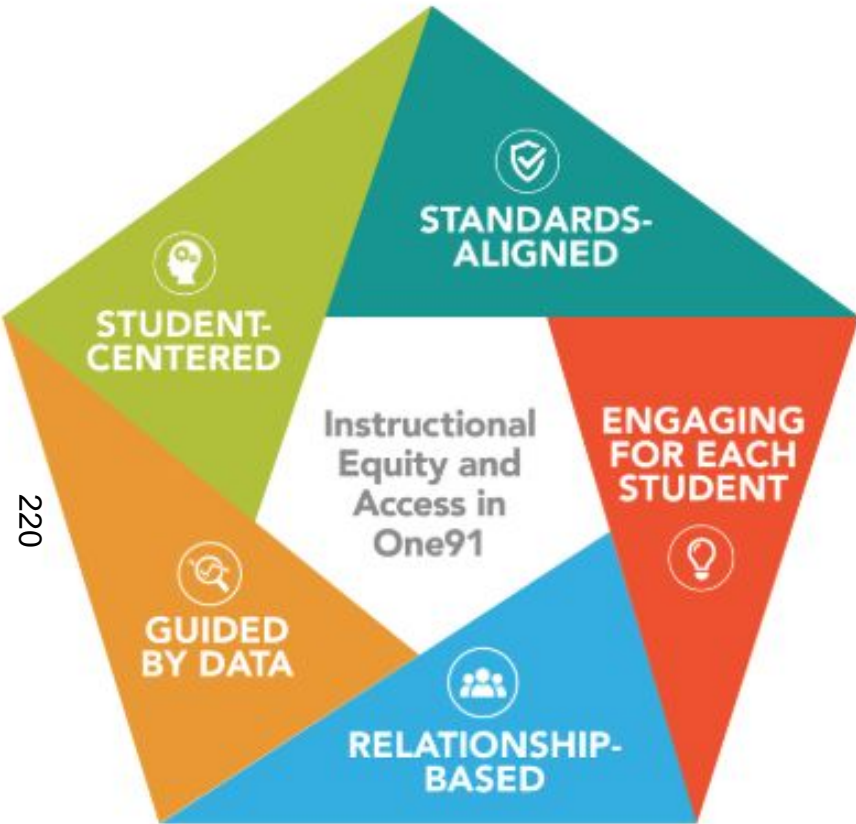 STANDARDS-
ALIGNED
STUDENT-
CENTERED
Instructional
Equity and
Access in
One91
ENGAGING
FOR EACH
STUDENT
GUIDED
BY DATA
RELATIONSHIP-
BASED
220